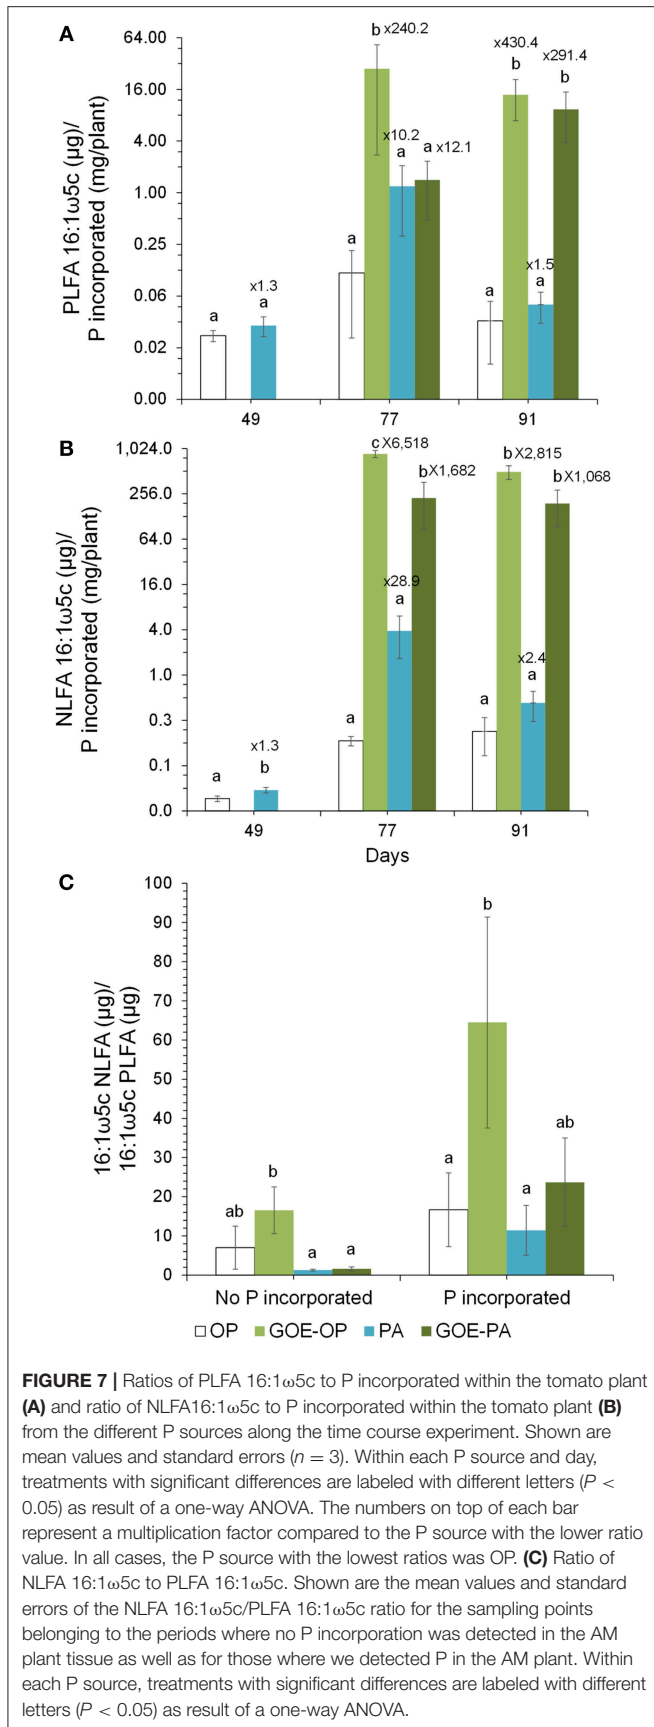 A
64.00
16.00
4.00
1.00
0.25
0.06
0.02
0.00
PLFA 16:1ω5c (µg)/
P incorporated (mg/plant)
a
x1.3
a
a
b x240.2
x10.2
a
a x12.1
a
x430.4
b
x1.5
a
x291.4
b
49
77
91
B
1,024.0
256.0
64.0
16.0
4.0
1.0
0.3
0.1
0.0
NLFA 16:1ω5c (µg)/
P incorporated (mg/plant)
a
x1.3
b
a
c X6,518
x28.9
a
b X1,682
a
b X2,815
x2.4
a
b X1,068
49
77
91
Days
C
100
90
80
70
60
50
40
30
20
10
0
16:1ω5c NLFA (µg)/
16:1ω5c PLFA (µg)
ab
b
a
a
a
b
a
ab
No P incorporated
P incorporated
OP GOE-OP PA GOE-PA
FIGURE 7 | Ratios of PLFA 16:1ω5c to P incorporated within the tomato plant
(A) and ratio of NLFA16:1ω5c to P incorporated within the tomato plant (B)
from the different P sources along the time course experiment. Shown are
mean values and standard errors (n = 3). Within each P source and day,
treatments with significant differences are labeled with different letters (P <
0.05) as result of a one-way ANOVA. The numbers on top of each bar
represent a multiplication factor compared to the P source with the lower ratio
value. In all cases, the P source with the lowest ratios was OP. (C) Ratio of
NLFA 16:1ω5c to PLFA 16:1ω5c. Shown are the mean values and standard
errors of the NLFA 16:1ω5c/PLFA 16:1ω5c ratio for the sampling points
belonging to the periods where no P incorporation was detected in the AM
plant tissue as well as for those where we detected P in the AM plant. Within
each P source, treatments with significant differences are labeled with different
letters (P < 0.05) as result of a one-way ANOVA.